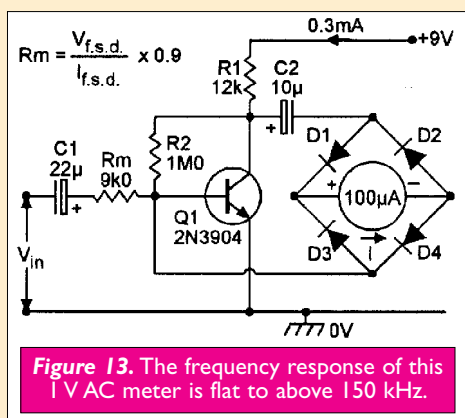 Rm = V f.s.d. / I f.s.d. x 0.9
0.3mA
+9V
R1
12k
C2
10µ
+
D1
D2
R2
1M0
C1
22µ
+
Rm
9k0
+
100µA
−
Q1
2N3904
Vin
D3
I
D4
0V
Figure 13. The frequency response of this
1 V AC meter is flat to above 150 kHz.